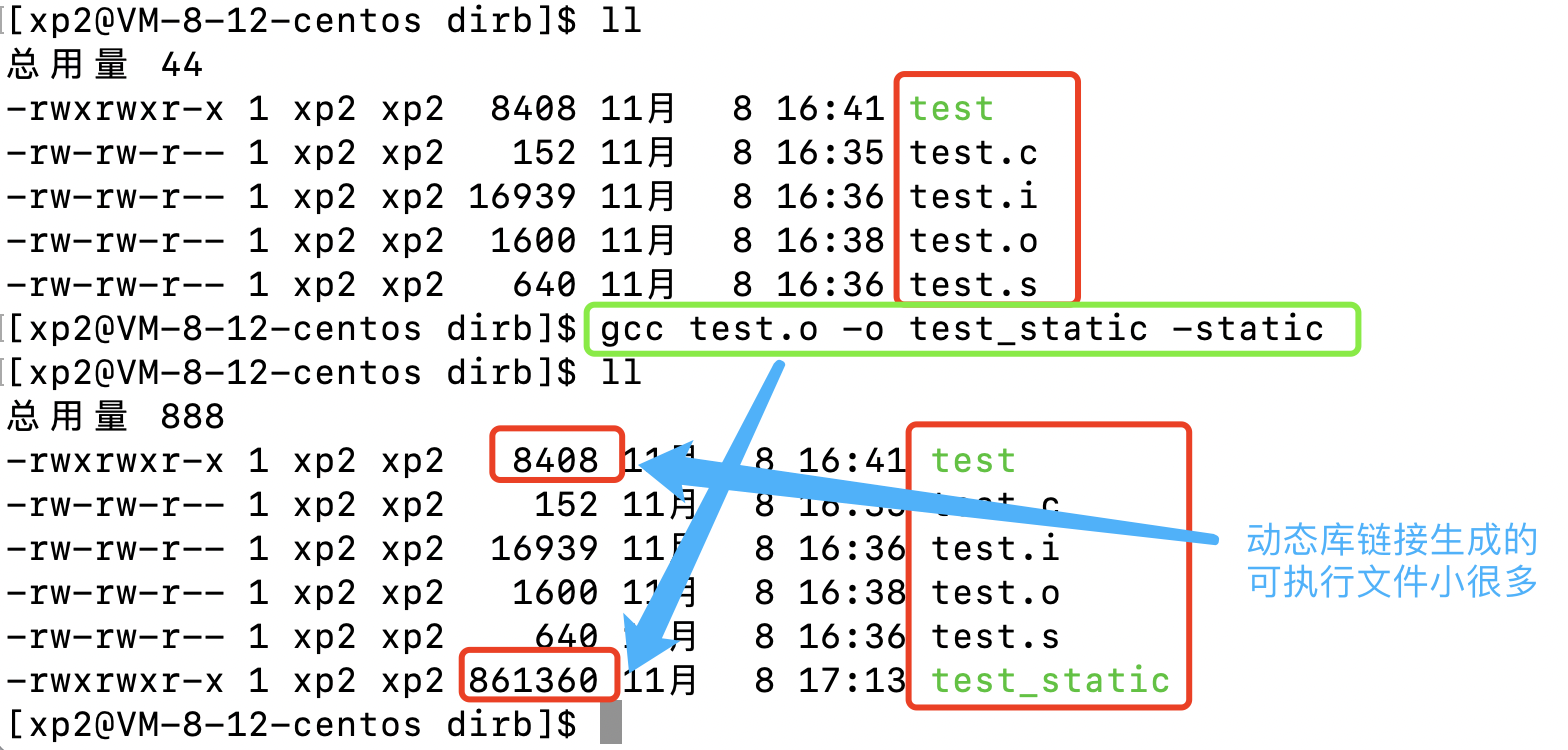 [xp2@VM-8-12-centos dirb]$ ll
总用量 44
-rwxrwxr-x 1 xp2 xp2  8408 11月  8 16:41 test
-rw-rw-r-- 1 xp2 xp2   152 11月  8 16:35 test.c
-rw-rw-r-- 1 xp2 xp2 16939 11月  8 16:36 test.i
-rw-rw-r-- 1 xp2 xp2  1600 11月  8 16:38 test.o
-rw-rw-r-- 1 xp2 xp2   640 11月  8 16:36 test.s
[xp2@VM-8-12-centos dirb]$ gcc test.o -o test_static -static
[xp2@VM-8-12-centos dirb]$ ll
总用量 888
-rwxrwxr-x 1 xp2 xp2   8408 11月  8 16:41 test
-rw-rw-r-- 1 xp2 xp2    152 11月  8 16:35 test.c
-rw-rw-r-- 1 xp2 xp2  16939 11月  8 16:36 test.i
-rw-rw-r-- 1 xp2 xp2   1600 11月  8 16:38 test.o
-rw-rw-r-- 1 xp2 xp2    640 11月  8 16:36 test.s
-rwxrwxr-x 1 xp2 xp2 861360 11月  8 17:13 test_static
[xp2@VM-8-12-centos dirb]$
动态库链接生成的
可执行文件小很多